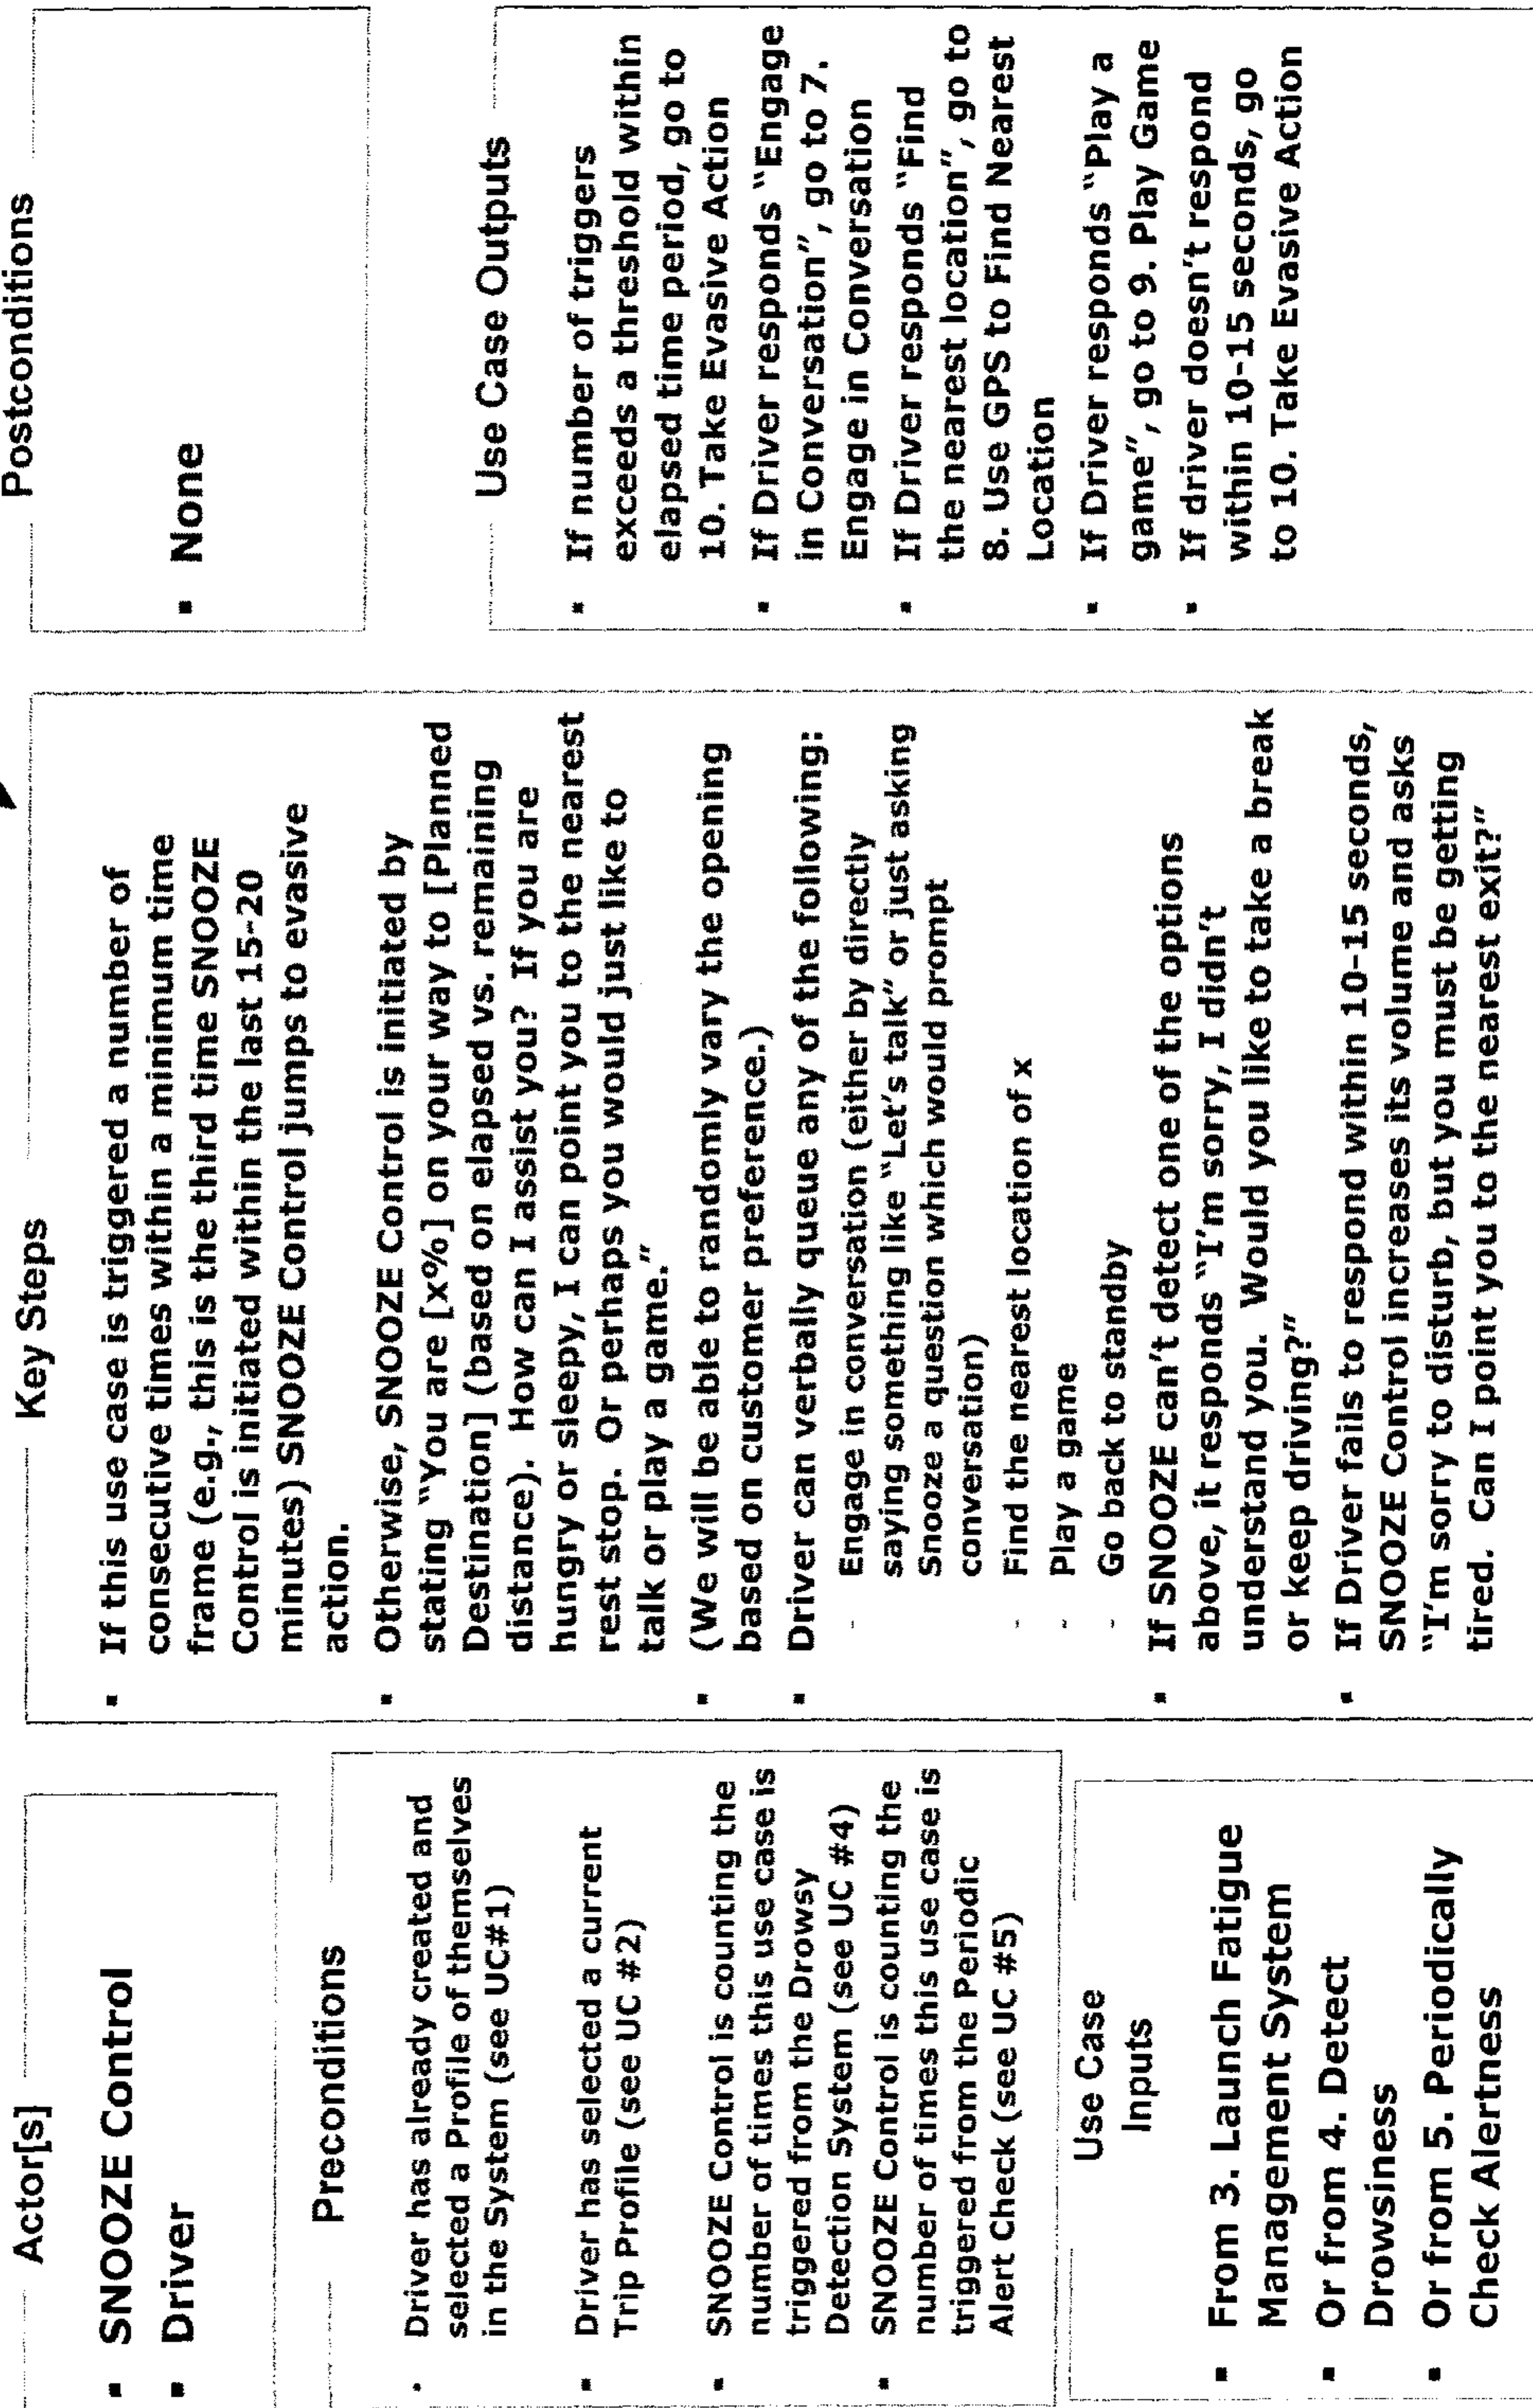 Actor[s]
▪ SNOOZE Control
▪ Driver
Preconditions
▪ Driver has already created and
selected a Profile of themselves
in the System (see UC#1)
▪ Driver has selected a current
Trip Profile (see UC #2)
▪ SNOOZE Control is counting the
number of times this use case is
triggered from the Drowsy
Detection System (see UC #4)
▪ SNOOZE Control is counting the
number of times this use case is
triggered from the Periodic
Alert Check (see UC #5)
Use Case
Inputs
▪ From 3. Launch Fatigue
Management System
▪ Or from 4. Detect
Drowsiness
▪ Or from 5. Periodically
Check Alertness
Key Steps
▪ If this use case is triggered a number of
consecutive times within a minimum time
frame (e.g., this is the third time SNOOZE
Control is initiated within the last 15-20
minutes) SNOOZE Control jumps to evasive
action.
▪ Otherwise, SNOOZE Control is initiated by
stating “You are [x%] on your way to [Planned
Destination] (based on elapsed vs. remaining
distance). How can I assist you? If you are
hungry or sleepy, I can point you to the nearest
rest stop. Or perhaps you would just like to
talk or play a game.”
▪ (We will be able to randomly vary the opening
based on customer preference.)
▪ Driver can verbally queue any of the following:
- Engage in conversation (either by directly
saying something like “Let’s talk” or just asking
Snooze a question which would prompt
conversation)
- Find the nearest location of x
- Play a game
- Go back to standby
▪ If SNOOZE can’t detect one of the options
above, it responds “I’m sorry, I didn’t
understand you. Would you like to take a break
or keep driving?”
▪ If Driver fails to respond within 10-15 seconds,
SNOOZE Control increases its volume and asks
“I’m sorry to disturb, but you must be getting
tired. Can I point you to the nearest exit?”
Postconditions
▪ None
Use Case Outputs
▪ If number of triggers
exceeds a threshold within
elapsed time period, go to
10. Take Evasive Action
▪ If Driver responds “Engage
in Conversation”, go to 7.
Engage in Conversation
▪ If Driver responds “Find
the nearest location”, go to
8. Use GPS to Find Nearest
Location
▪ If Driver responds “Play a
game”, go to 9. Play Game
▪ If driver doesn’t respond
within 10-15 seconds, go
to 10. Take Evasive Action